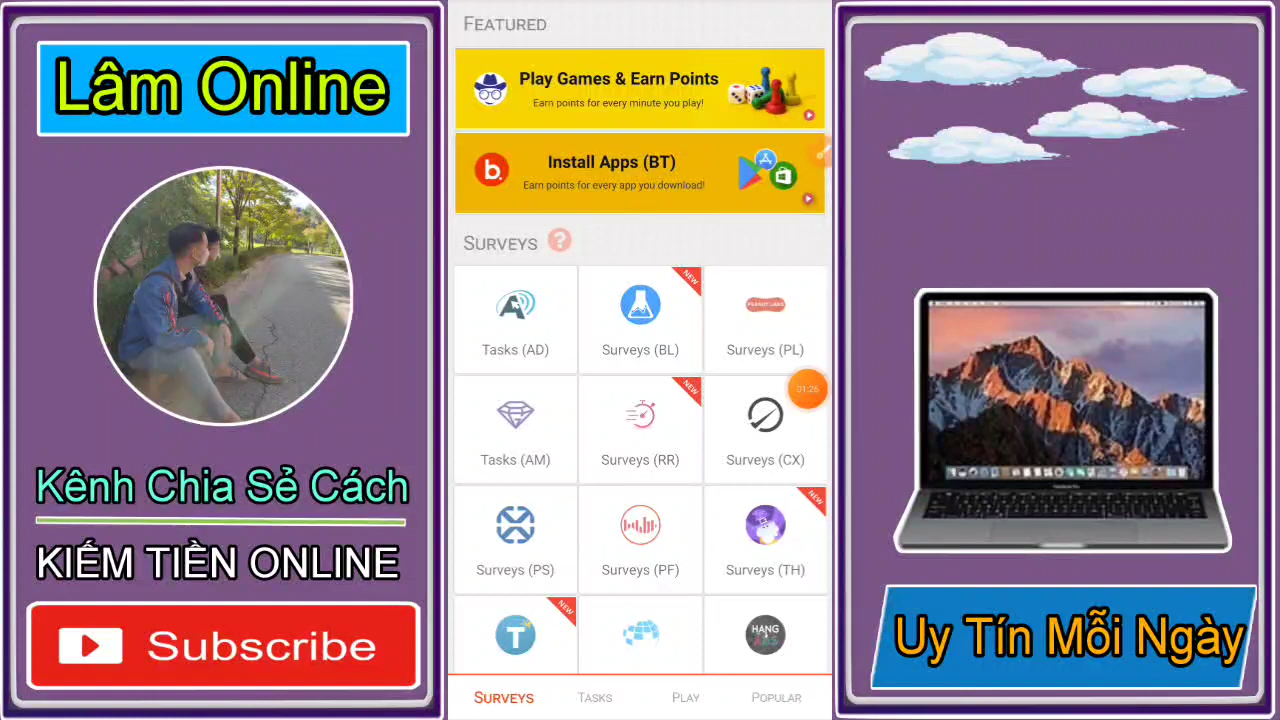 Lâm Online
Kênh Chia Sẻ Cách
KIẾM TIỀN ONLINE
Subscribe
FEATURED
Play Games & Earn Points
Earn points for every minute you play!
b.
Install Apps (BT)
Earn points for every app you download!
SURVEYS ?
NEW
PEANUT LABS
Tasks (AD)
Surveys (BL)
Surveys (PL)
NEW
01:26
Tasks (AM)
Surveys (RR)
Surveys (CX)
NEW
Surveys (PS)
Surveys (PF)
Surveys (TH)
NEW
T
HANG
SURVEYS
TASKS
PLAY
POPULAR
Uy Tín Mỗi Ngày